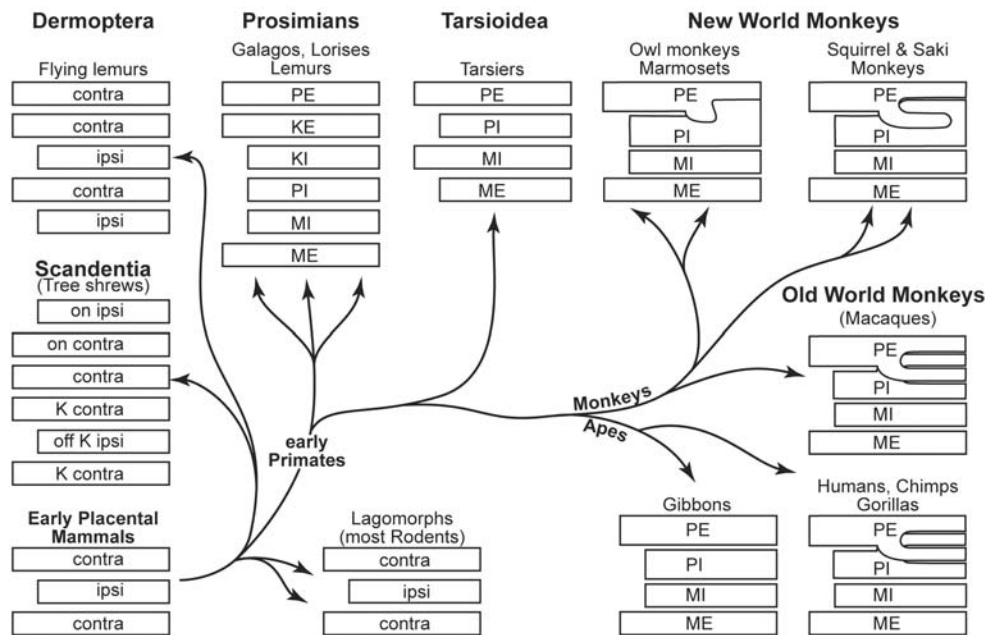 Dermoptera
Flying lemurs
contra
contra
ipsi
contra
ipsi
Scandentia
(Tree shrews)
on ipsi
on contra
contra
K contra
off K ipsi
K contra
Early Placental
Mammals
contra
ipsi
contra
Prosimians
Galagos, Lorises
Lemurs
PE
KE
KI
PI
MI
ME
Tarsioidea
Tarsiers
PE
PI
MI
ME
New World Monkeys
Owl monkeys
Marmosets
PE
PI
MI
ME
Squirrel & Saki
Monkeys
PE
PI
MI
ME
Old World Monkeys
(Macaques)
PE
PI
MI
ME
Monkeys
Apes
early
Primates
Lagomorphs
(most Rodents)
contra
ipsi
contra
Gibbons
PE
PI
MI
ME
Humans, Chimps
Gorillas
PE
PI
MI
ME